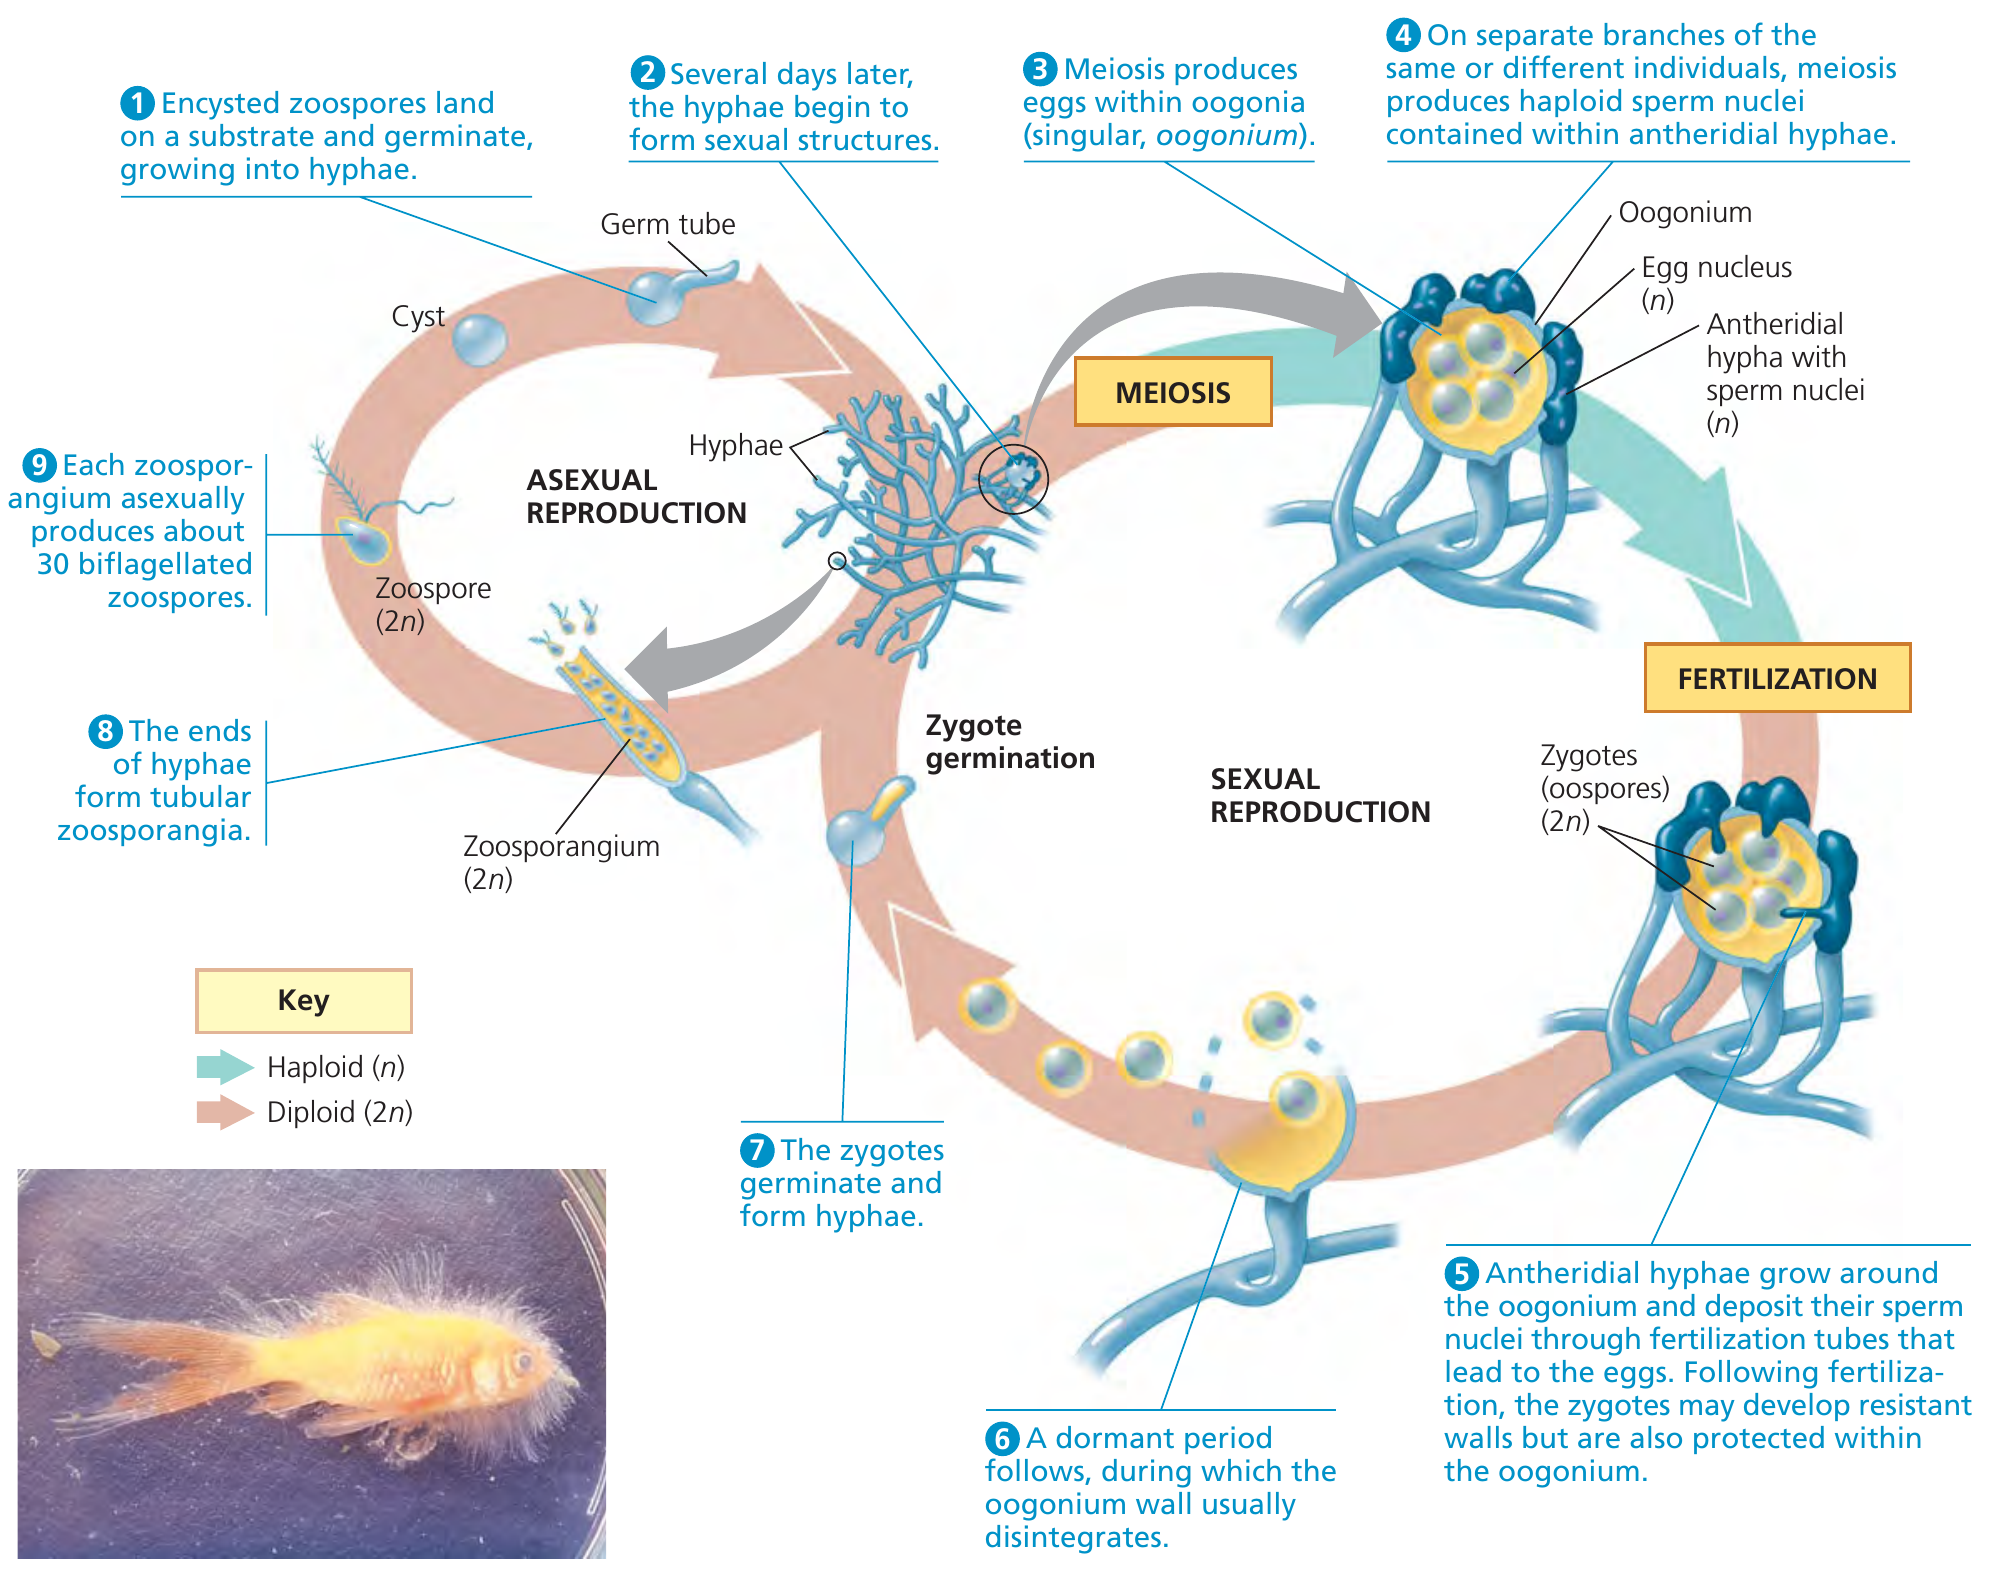 1 Encysted zoospores land
on a substrate and germinate,
growing into hyphae.
2 Several days later,
the hyphae begin to
form sexual structures.
3 Meiosis produces
eggs within oogonia
(singular, oogonium).
4 On separate branches of the
same or different individuals, meiosis
produces haploid sperm nuclei
contained within antheridial hyphae.
Germ tube
Cyst
Oogonium
Egg nucleus
(n)
Antheridial
hypha with
sperm nuclei
(n)
MEIOSIS
Hyphae
ASEXUAL
REPRODUCTION
9 Each zoospor-
angium asexually
produces about
30 biflagellated
zoospores.
Zoospore
(2n)
FERTILIZATION
8 The ends
of hyphae
form tubular
zoosporangia.
Zygote
germination
SEXUAL
REPRODUCTION
Zygotes
(oospores)
(2n)
Zoosporangium
(2n)
Key
Haploid (n)
Diploid (2n)
7 The zygotes
germinate and
form hyphae.
5 Antheridial hyphae grow around
the oogonium and deposit their sperm
nuclei through fertilization tubes that
lead to the eggs. Following fertiliza-
tion, the zygotes may develop resistant
walls but are also protected within
the oogonium.
6 A dormant period
follows, during which the
oogonium wall usually
disintegrates.